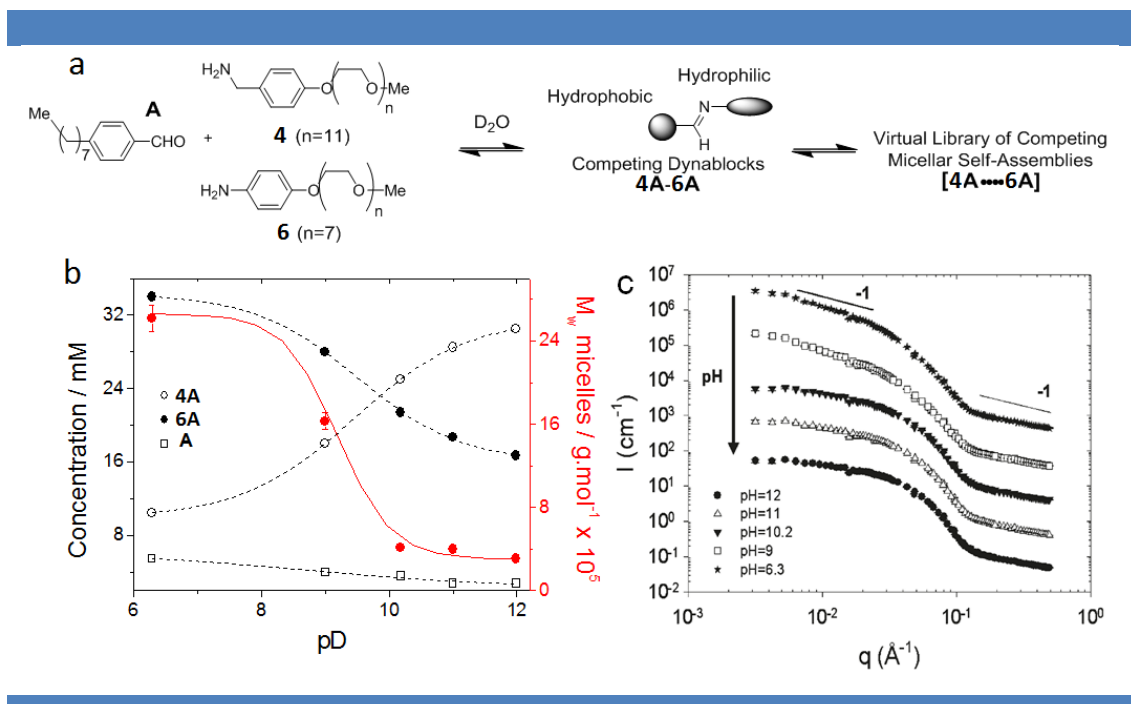 a
Me
7
A
CHO
+
H₂N
O
O
Me
n
4 (n=11)
H₂N
O
O
Me
n
6 (n=7)
D₂O
Hydrophobic
Hydrophilic
N
H
Competing Dynablocks
4A-6A
Virtual Library of Competing
Micellar Self-Assemblies
[4A••••6A]
b
Concentration / mM
32
24
16
8
4A
6A
A
6
8
10
12
pD
24
16
8
0
M_w micelles / g.mol⁻¹ x 10⁵
c
I (cm⁻¹)
10⁷
10⁶
10⁵
10⁴
10³
10²
10¹
10⁰
10⁻¹
10⁻²
-1
-1
pH
pH=12
pH=11
pH=10.2
pH=9
pH=6.3
10⁻³
10⁻²
10⁻¹
10⁰
q (Å⁻¹)